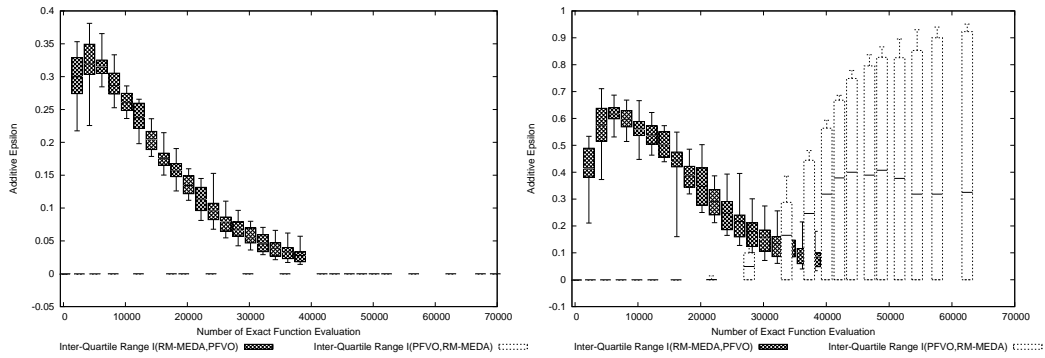 0.4
0.35
0.3
0.25
0.2
0.15
0.1
0.05
0
-0.05
Additive Epsilon
0 10000 20000 30000 40000 50000 60000 70000
Number of Exact Function Evaluation
Inter-Quartile Range I(RM-MEDA,PFVO) Inter-Quartile Range I(PFVO,RM-MEDA)
1
0.9
0.8
0.7
0.6
0.5
0.4
0.3
0.2
0.1
0
-0.1
Additive Epsilon
0 10000 20000 30000 40000 50000 60000 70000
Number of Exact Function Evaluation
Inter-Quartile Range I(RM-MEDA,PFVO) Inter-Quartile Range I(PFVO,RM-MEDA)